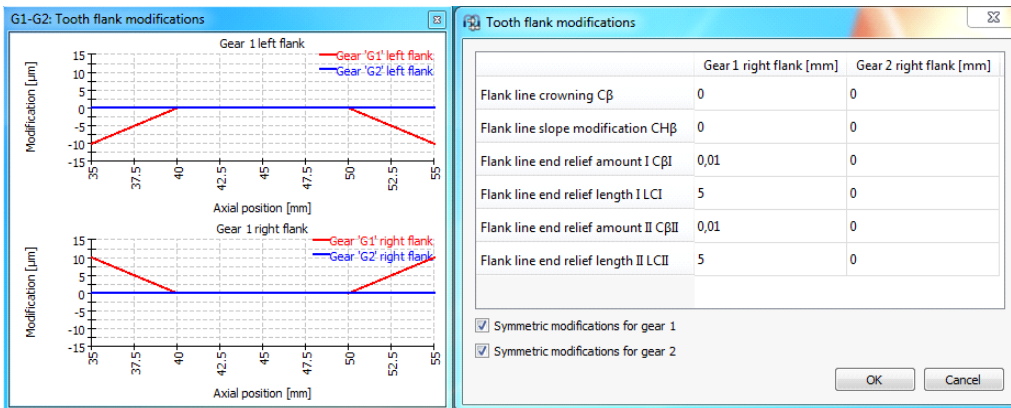 G1-G2: Tooth flank modifications
Gear 1 left flank
Gear 'G1' left flank
Gear 'G2' left flank
Modification [µm]
15
10
5
0
-5
-10
-15
35
37.5
40
42.5
45
47.5
50
52.5
55
Axial position [mm]
Gear 1 right flank
Gear 'G1' right flank
Gear 'G2' right flank
Modification [µm]
15
10
5
0
-5
-10
-15
35
37.5
40
42.5
45
47.5
50
52.5
55
Axial position [mm]
Tooth flank modifications
Gear 1 right flank [mm] Gear 2 right flank [mm]
Flank line crowning Cβ 0 0
Flank line slope modification CHβ 0 0
Flank line end relief amount I CβI 0,01 0
Flank line end relief length I LCI 5 0
Flank line end relief amount II CβII 0,01 0
Flank line end relief length II LCII 5 0
Symmetric modifications for gear 1
Symmetric modifications for gear 2
OK Cancel